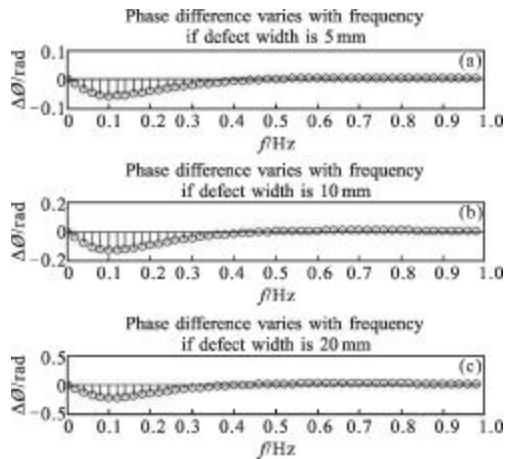 Phase difference varies with frequency
if defect width is 5 mm
0.1
(a)
0
ΔØ/rad
−0.1
0 0.1 0.2 0.3 0.4 0.5 0.6 0.7 0.8 0.9 1.0
f/Hz
Phase difference varies with frequency
if defect width is 10 mm
0.2
(b)
0
ΔØ/rad
−0.2
0 0.1 0.2 0.3 0.4 0.5 0.6 0.7 0.8 0.9 1.0
f/Hz
Phase difference varies with frequency
if defect width is 20 mm
0.5
(c)
0
ΔØ/rad
−0.5
0 0.1 0.2 0.3 0.4 0.5 0.6 0.7 0.8 0.9 1.0
f/Hz